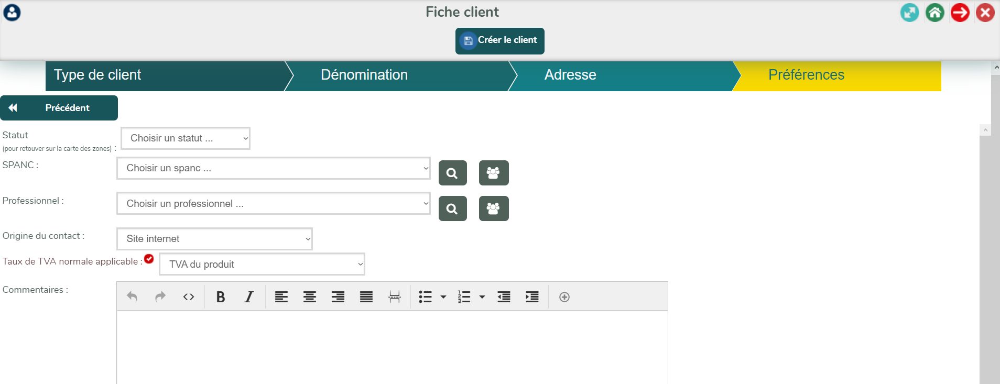 Fiche client
Créer le client
Type de client
Dénomination
Adresse
Préférences
Précédent
Statut
(pour retouver sur la carte des zones) :
Choisir un statut ...
SPANC :
Choisir un spanc ...
Professionnel :
Choisir un professionnel ...
Origine du contact :
Site internet
Taux de TVA normale applicable :
TVA du produit
Commentaires :